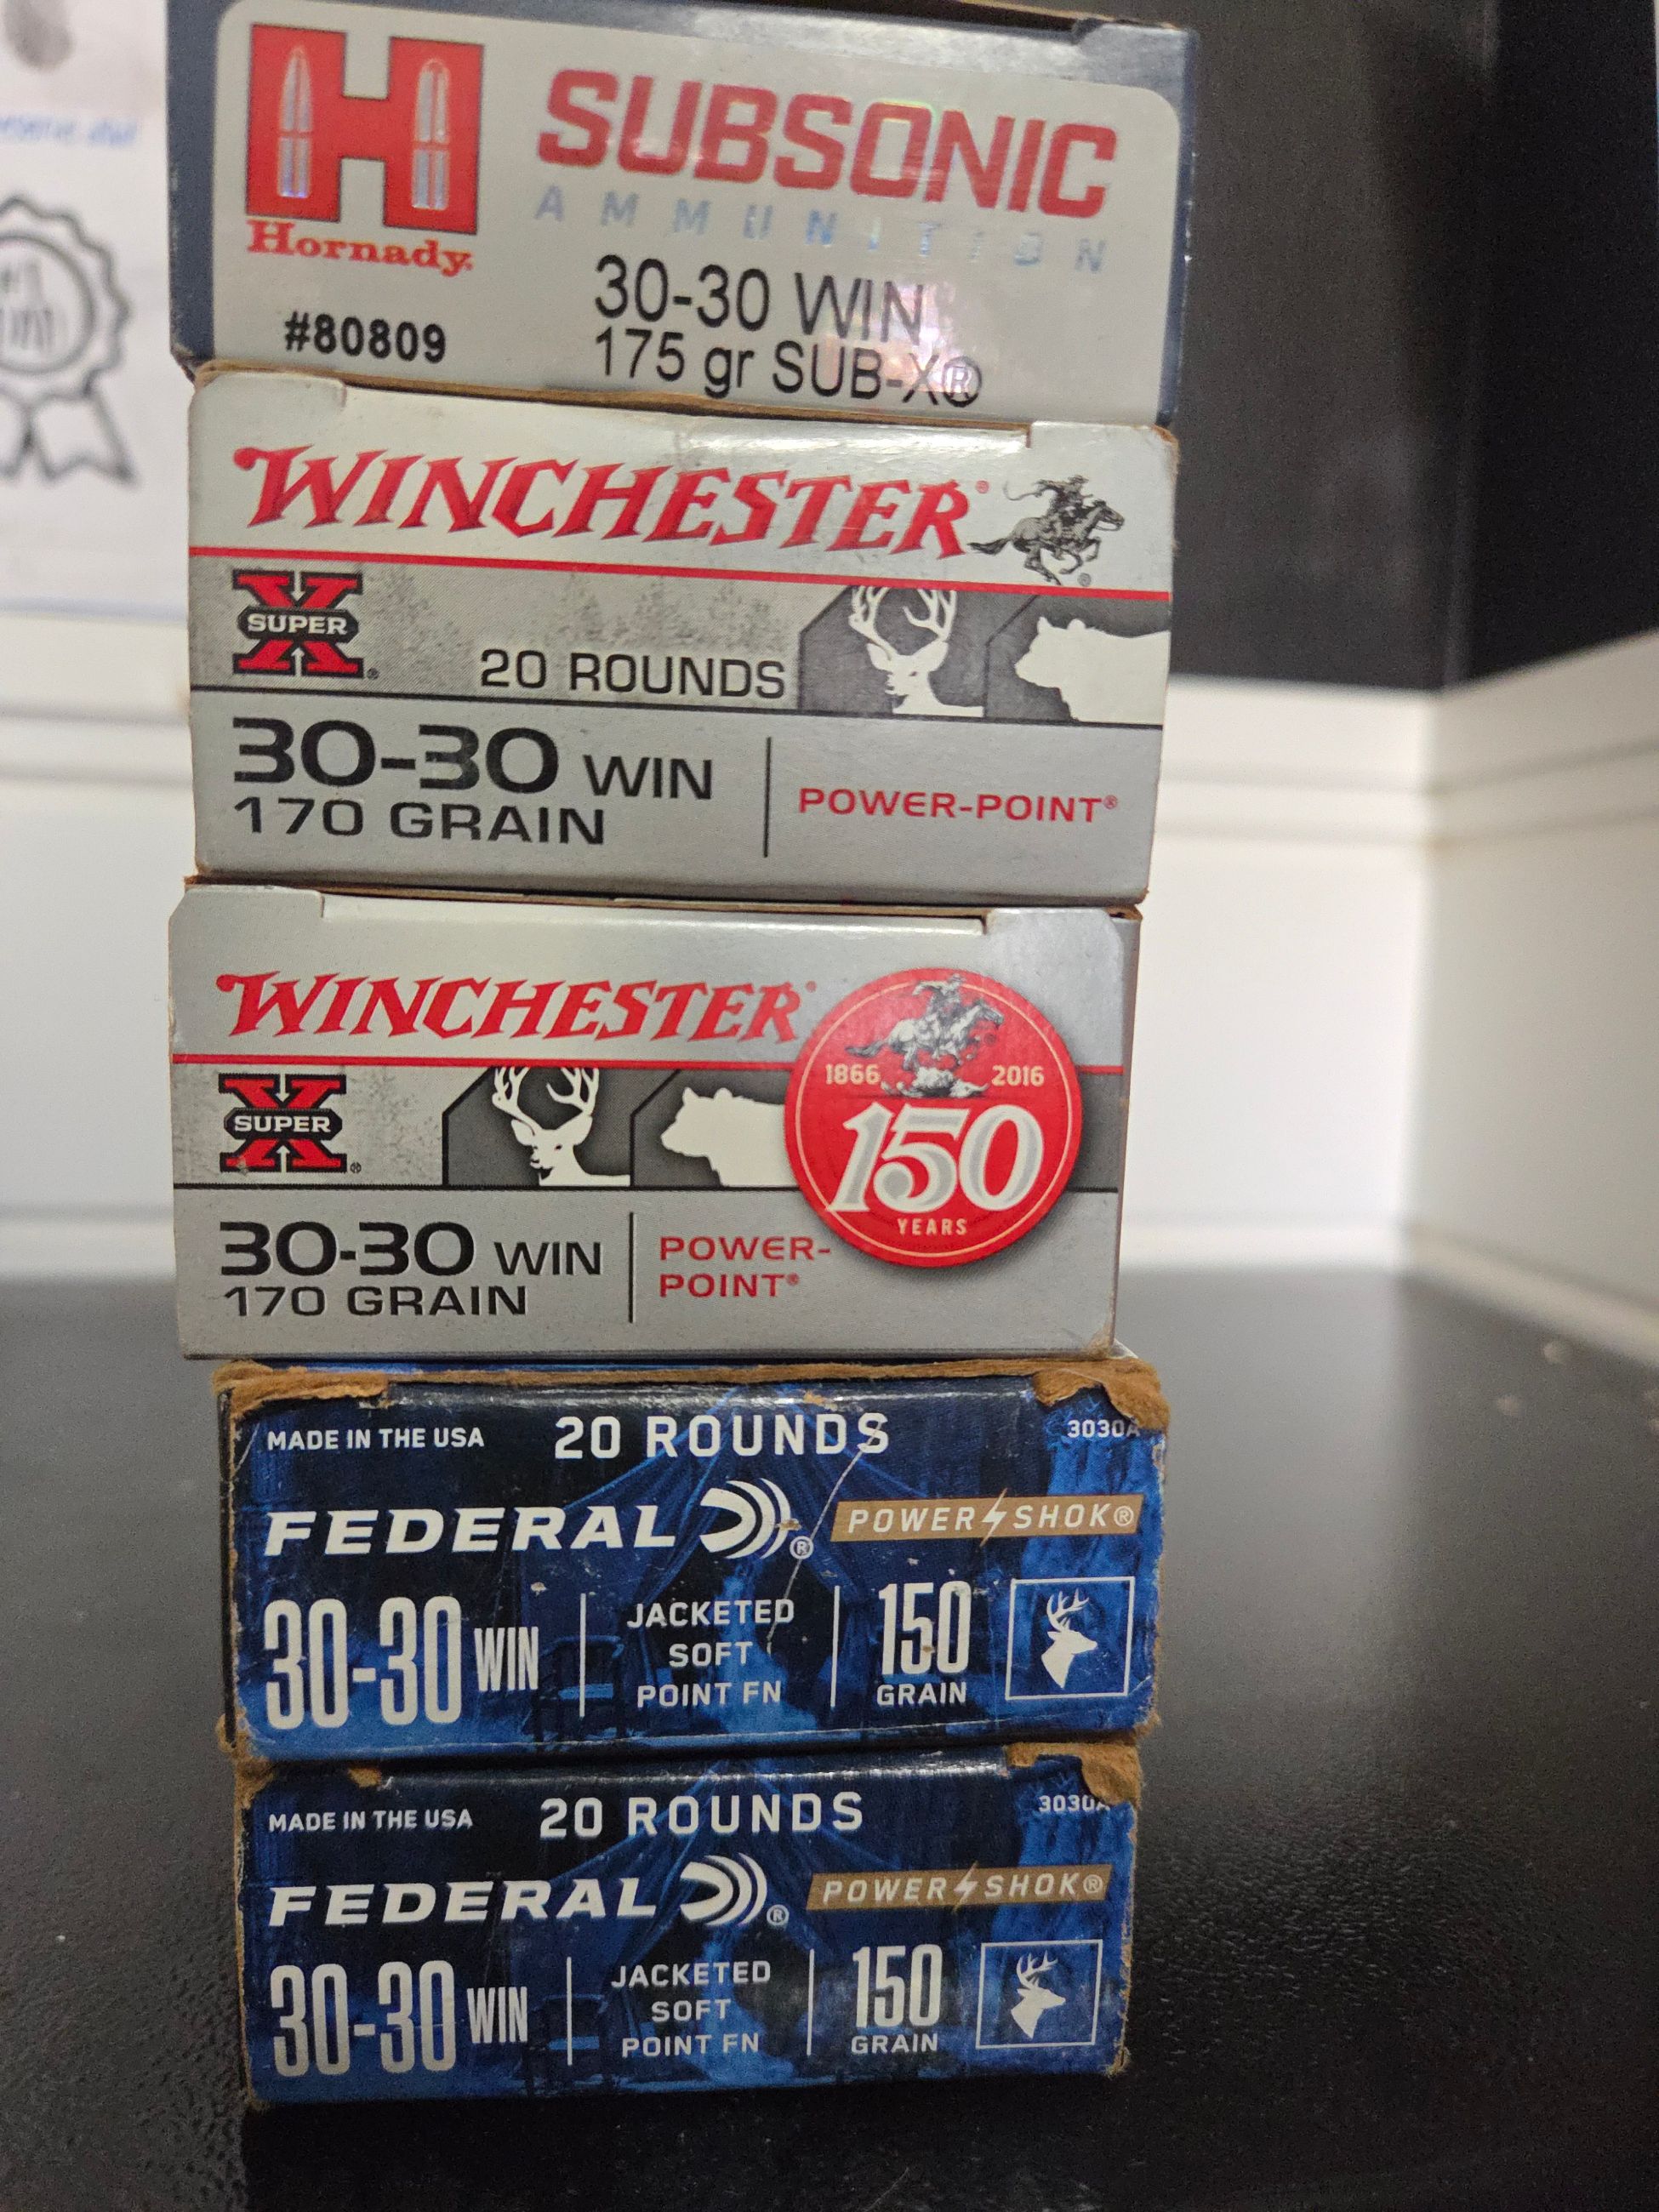 SUBSONIC
AMMUNITION
Hornady®
30-30 WIN
#80809
175 gr SUB-X®
WINCHESTER®
SUPER X®
20 ROUNDS
30-30 WIN
170 GRAIN
POWER-POINT®
WINCHESTER®
1866 2016
SUPER X®
150
YEARS
30-30 WIN
170 GRAIN
POWER-
POINT®
MADE IN THE USA 20 ROUNDS 3030A
FEDERAL® POWER SHOK®
30-30 WIN
JACKETED
SOFT
POINT FN
150
GRAIN
MADE IN THE USA 20 ROUNDS 3030A
FEDERAL® POWER SHOK®
30-30 WIN
JACKETED
SOFT
POINT FN
150
GRAIN